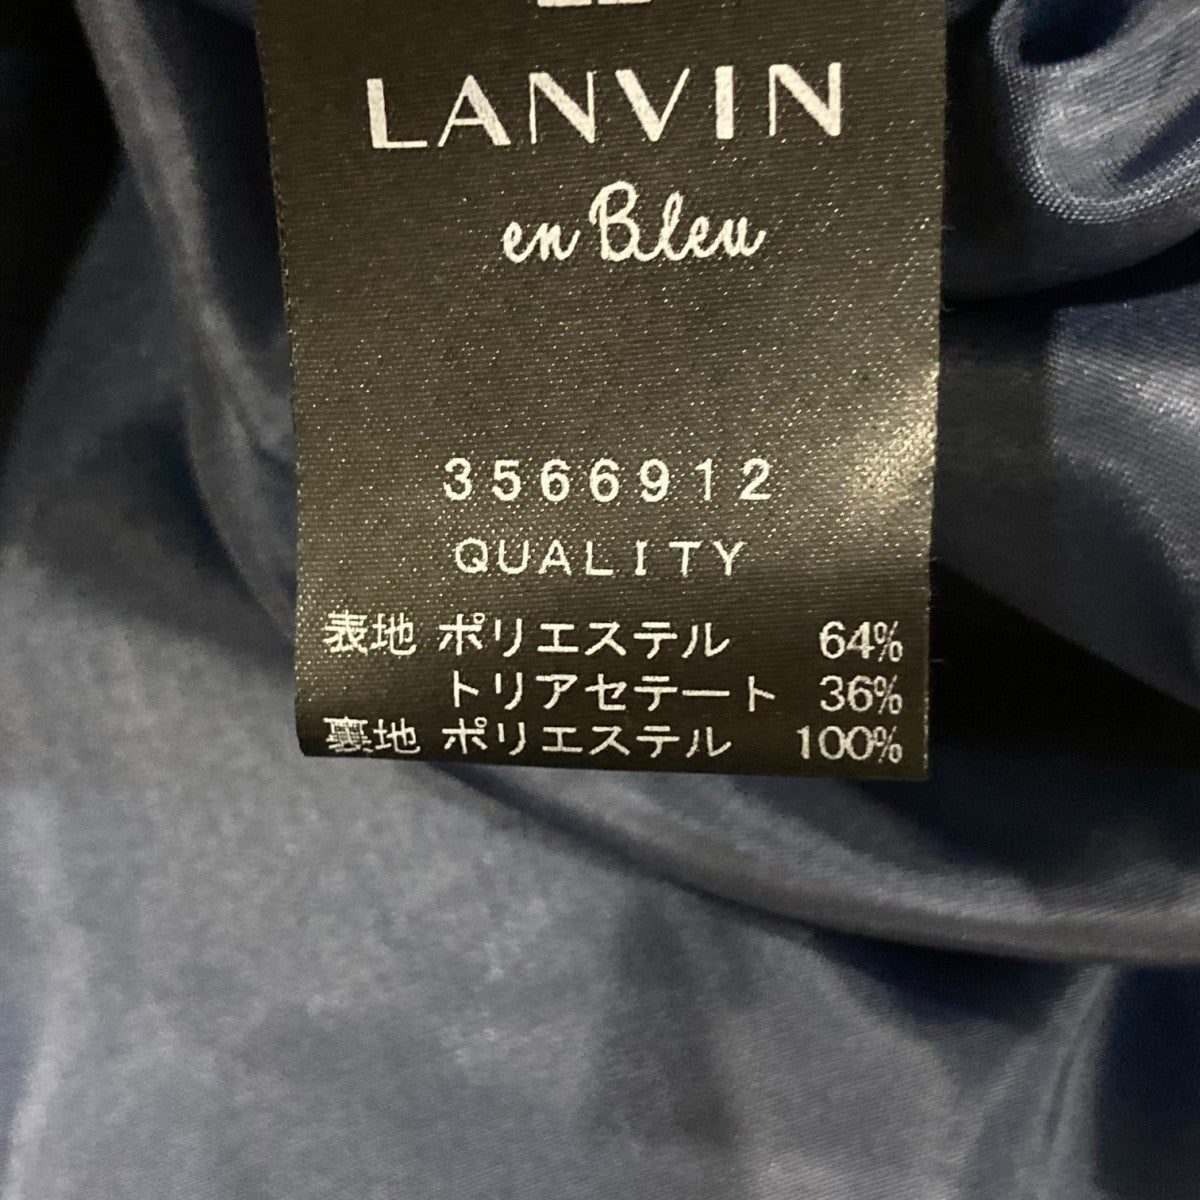 LANVIN
en Bleu
3566912
QUALITY
表地 ポリエステル 64%
トリアセテート 36%
裏地 ポリエステル 100%